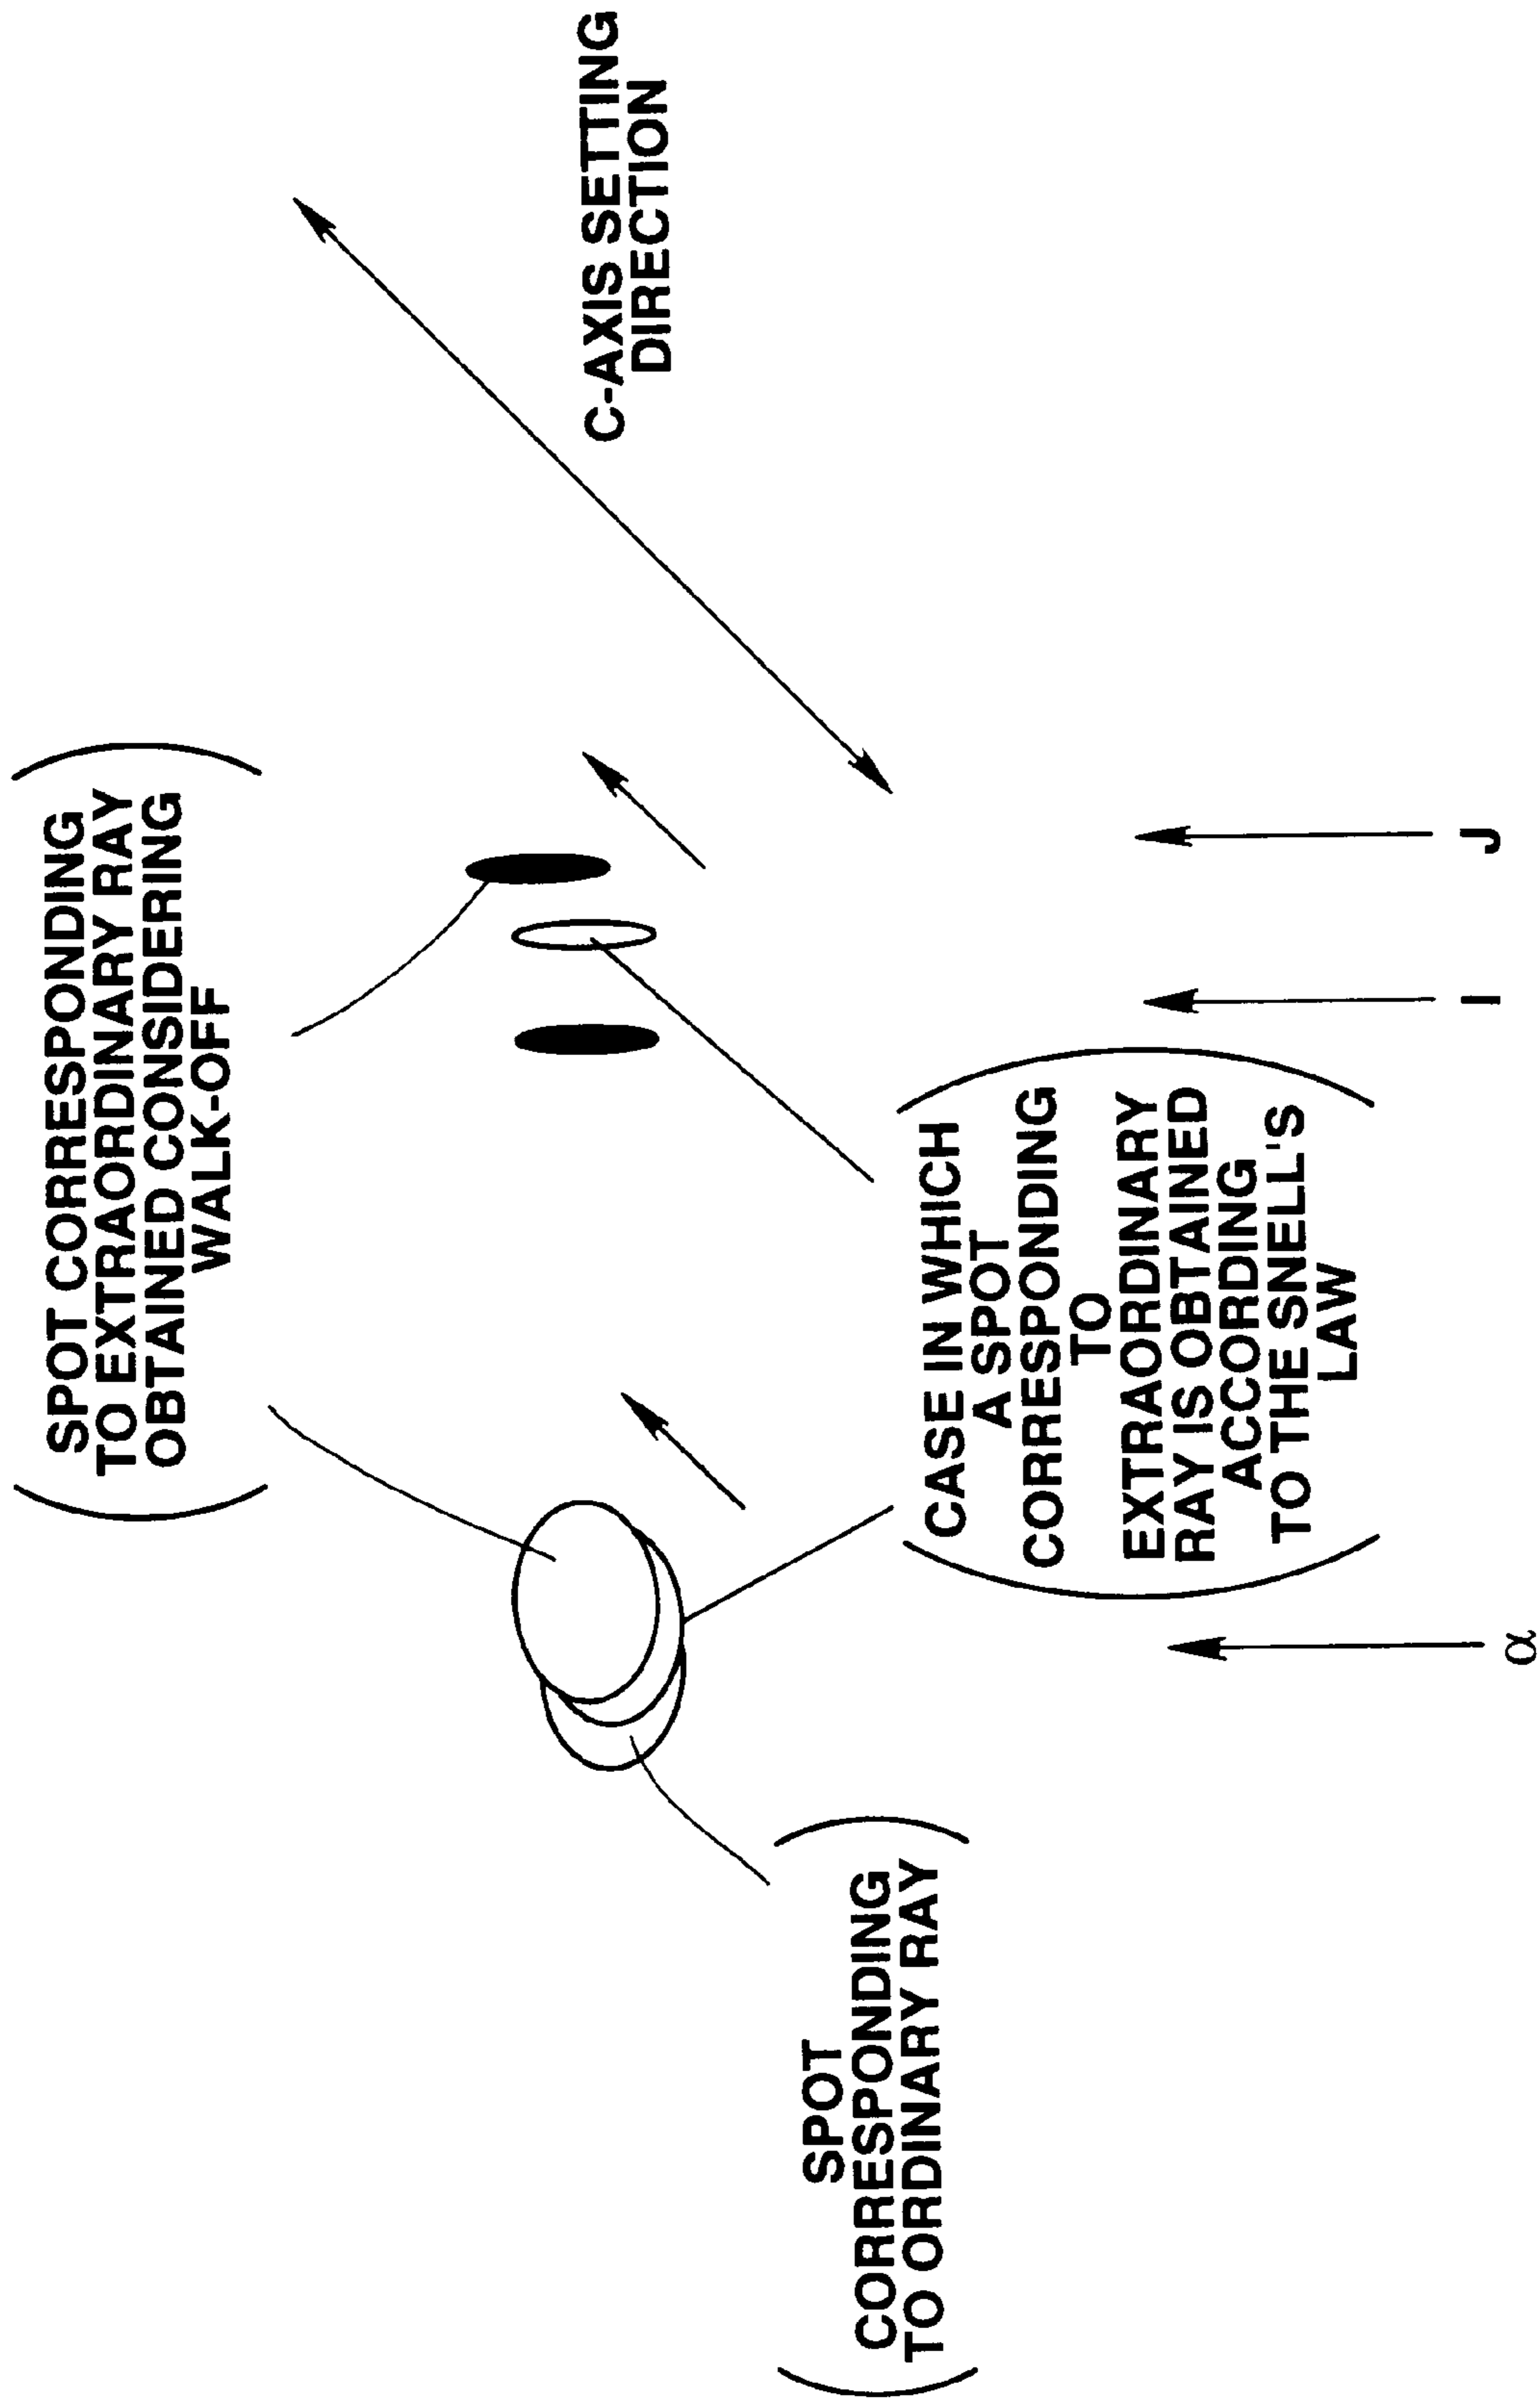 SPOT CORRESPONDING
TO EXTRAORDINARY RAY
OBTAINED CONSIDERING
WALK-OFF
C-AXIS SETTING
DIRECTION
SPOT
CORRESPONDING
TO ORDINARY RAY
CASE IN WHICH
A SPOT
CORRESPONDING
TO
EXTRAORDINARY
RAY IS OBTAINED
ACCORDING
TO THE SNELL'S
LAW
α
I
J